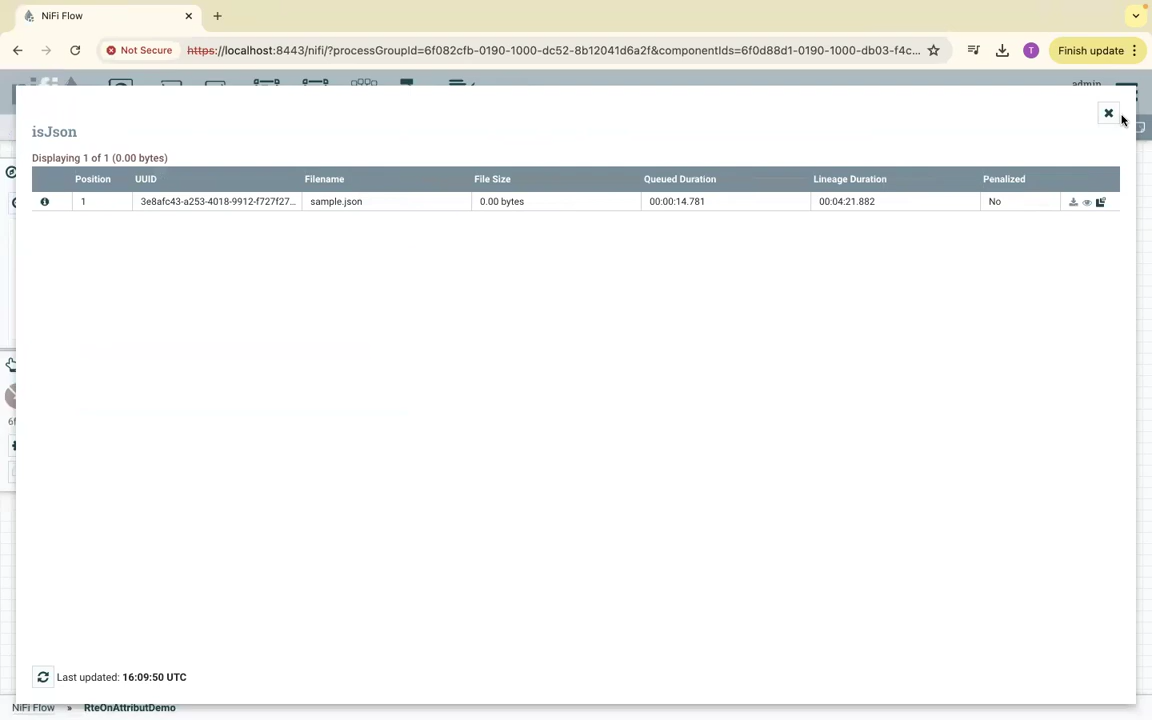 NiFi Flow
Not Secure
https://localhost:8443/nifi/?processGroupId=6f082cfb-0190-1000-dc52-8b12041d6a2f&componentIds=6f0d88d1-0190-1000-db03-f4c...
T
Finish update
admin
isJson
Displaying 1 of 1 (0.00 bytes)
Position UUID Filename File Size Queued Duration Lineage Duration Penalized
1 3e8afc43-a253-4018-9912-f727f27... sample.json 0.00 bytes 00:00:14.781 00:04:21.882 No
Last updated: 16:09:50 UTC
NiFi Flow » RteOnAttributDemo